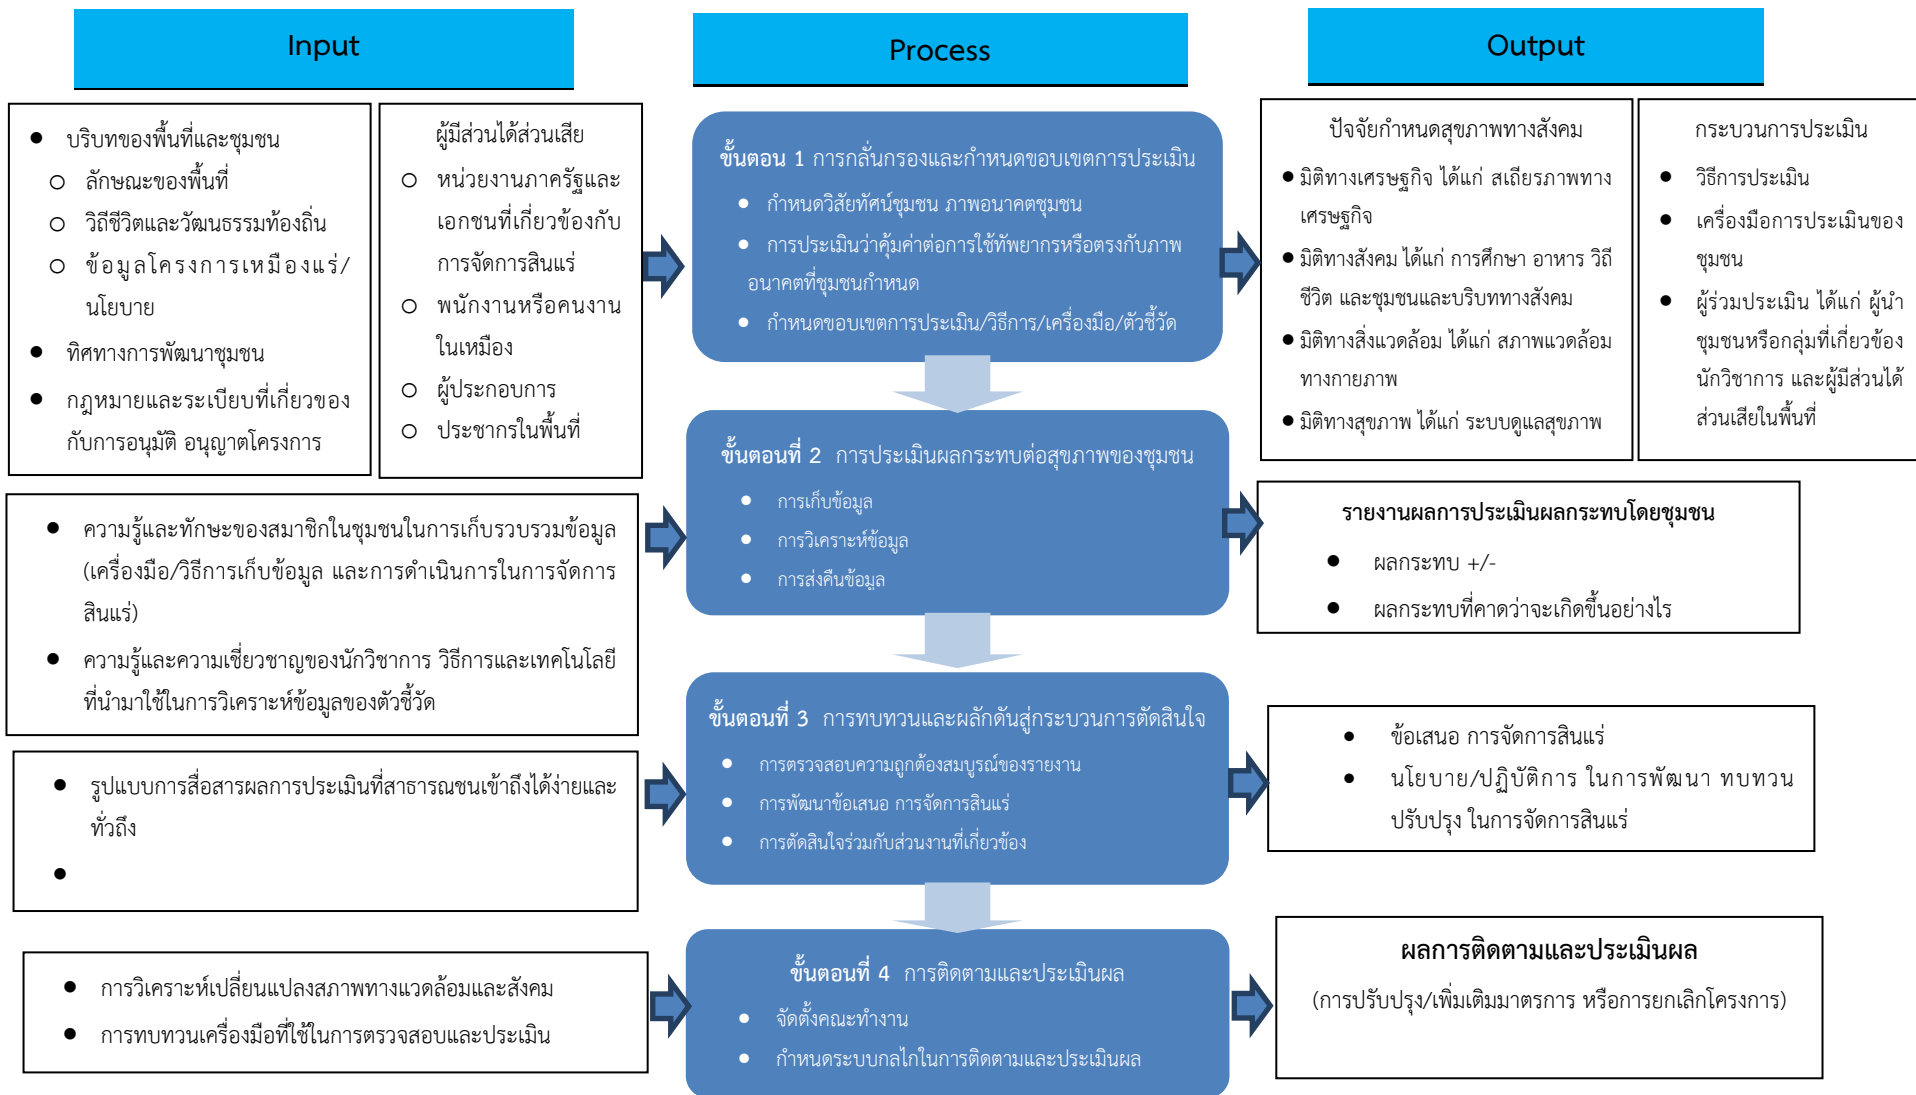 Input
Process
Output
● บริบทของพื้นที่และชุมชน
○ ลักษณะของพื้นที่
○ วิถีชีวิตและวัฒนธรรมท้องถิ่น
○ ข้อมูลโครงการเหมืองแร่/
นโยบาย
● ทิศทางการพัฒนาชุมชน
● กฎหมายและระเบียบที่เกี่ยวของ
กับการอนุมัติ อนุญาตโครงการ
ผู้มีส่วนได้ส่วนเสีย
○ หน่วยงานภาครัฐและ
เอกชนที่เกี่ยวข้องกับ
การจัดการสินแร่
○ พนักงานหรือคนงาน
ในเหมือง
○ ผู้ประกอบการ
○ ประชากรในพื้นที่
ขั้นตอน 1 การกลั่นกรองและกำหนดขอบเขตการประเมิน
● กำหนดวิสัยทัศน์ชุมชน ภาพอนาคตชุมชน
● การประเมินว่าคุ้มค่าต่อการใช้ทัพยากรหรือตรงกับภาพ
อนาคตที่ชุมชนกำหนด
● กำหนดขอบเขตการประเมิน/วิธีการ/เครื่องมือ/ตัวชี้วัด
ปัจจัยกำหนดสุขภาพทางสังคม
● มิติทางเศรษฐกิจ ได้แก่ สเถียรภาพทาง
เศรษฐกิจ
● มิติทางสังคม ได้แก่ การศึกษา อาหาร วิถี
ชีวิต และชุมชนและบริบททางสังคม
● มิติทางสิ่งแวดล้อม ได้แก่ สภาพแวดล้อม
ทางกายภาพ
● มิติทางสุขภาพ ได้แก่ ระบบดูแลสุขภาพ
กระบวนการประเมิน
● วิธีการประเมิน
● เครื่องมือการประเมินของ
ชุมชน
● ผู้ร่วมประเมิน ได้แก่ ผู้นำ
ชุมชนหรือกลุ่มที่เกี่ยวข้อง
นักวิชาการ และผู้มีส่วนได้
ส่วนเสียในพื้นที่
● ความรู้และทักษะของสมาชิกในชุมชนในการเก็บรวบรวมข้อมูล
(เครื่องมือ/วิธีการเก็บข้อมูล และการดำเนินการในการจัดการ
สินแร่)
● ความรู้และความเชี่ยวชาญของนักวิชาการ วิธีการและเทคโนโลยี
ที่นำมาใช้ในการวิเคราะห์ข้อมูลของตัวชี้วัด
ขั้นตอนที่ 2 การประเมินผลกระทบต่อสุขภาพของชุมชน
● การเก็บข้อมูล
● การวิเคราะห์ข้อมูล
● การส่งคืนข้อมูล
รายงานผลการประเมินผลกระทบโดยชุมชน
● ผลกระทบ +/-
● ผลกระทบที่คาดว่าจะเกิดขึ้นอย่างไร
● รูปแบบการสื่อสารผลการประเมินที่สาธารณชนเข้าถึงได้ง่ายและ
ทั่วถึง
●
ขั้นตอนที่ 3 การทบทวนและผลักดันสู่กระบวนการตัดสินใจ
● การตรวจสอบความถูกต้องสมบูรณ์ของรายงาน
● การพัฒนาข้อเสนอ การจัดการสินแร่
● การตัดสินใจร่วมกับส่วนงานที่เกี่ยวข้อง
● ข้อเสนอ การจัดการสินแร่
● นโยบาย/ปฏิบัติการ ในการพัฒนา ทบทวน
ปรับปรุง ในการจัดการสินแร่
● การวิเคราะห์เปลี่ยนแปลงสภาพทางแวดล้อมและสังคม
● การทบทวนเครื่องมือที่ใช้ในการตรวจสอบและประเมิน
ขั้นตอนที่ 4 การติดตามและประเมินผล
● จัดตั้งคณะทำงาน
● กำหนดระบบกลไกในการติดตามและประเมินผล
ผลการติดตามและประเมินผล
(การปรับปรุง/เพิ่มเติมมาตรการ หรือการยกเลิกโครงการ)